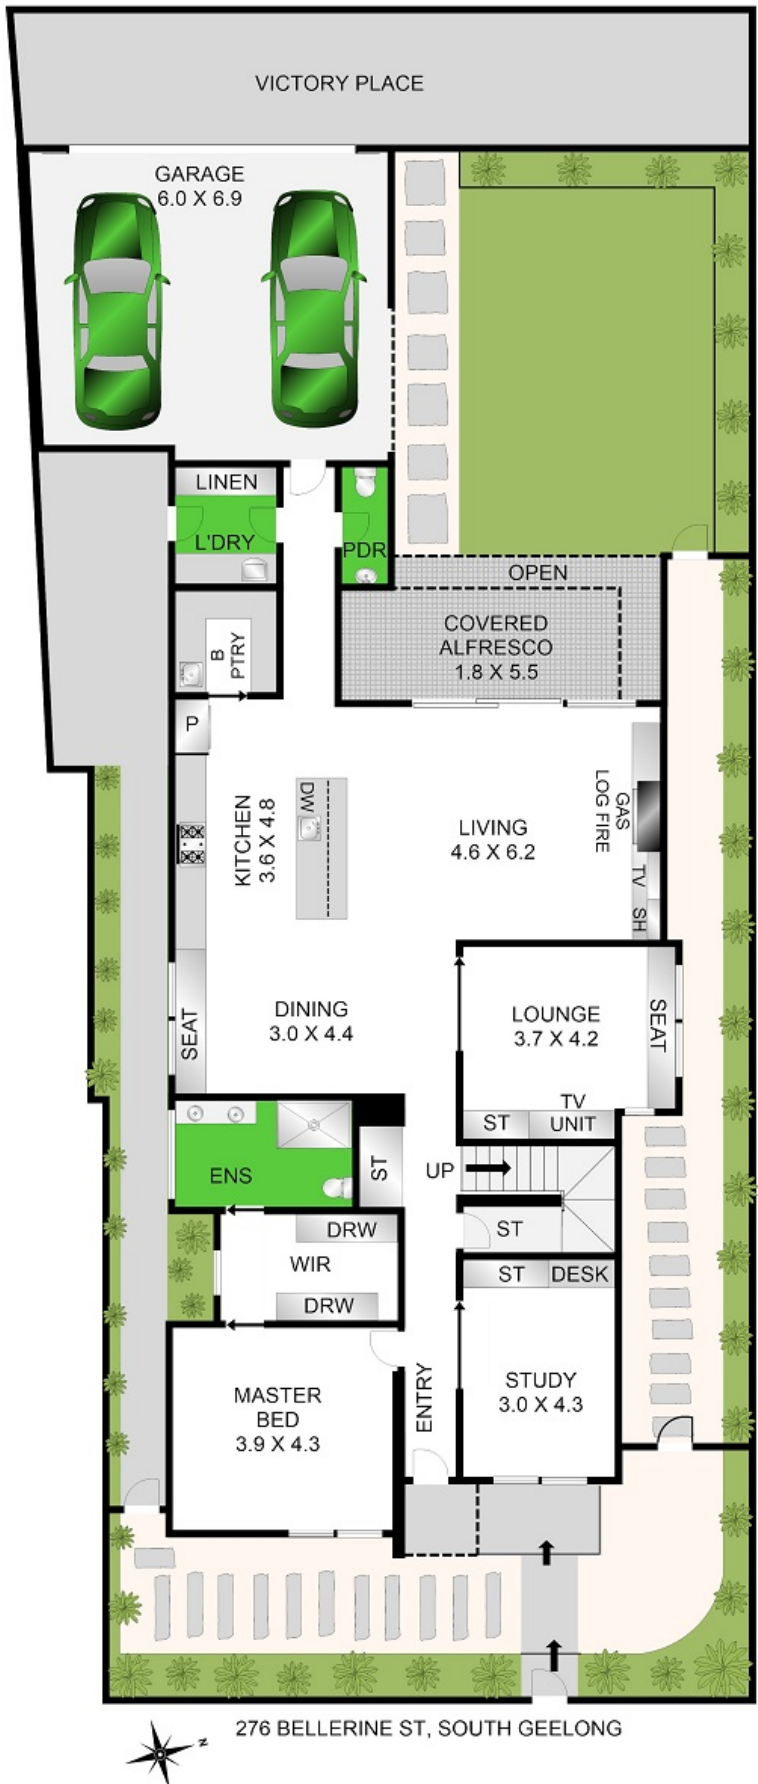 VICTORY PLACE
GARAGE
6.0 X 6.9
LINEN
L'DRY
PDR
OPEN
COVERED
ALFRESCO
1.8 X 5.5
B
PTRY
P
KITCHEN
3.6 X 4.8
DW
LIVING
4.6 X 6.2
GAS
LOG FIRE
TV
SH
DINING
3.0 X 4.4
SEAT
LOUNGE
3.7 X 4.2
SEAT
TV
ST
UNIT
ENS
ST
UP
ST
DRW
WIR
DRW
ST
DESK
MASTER
BED
3.9 X 4.3
ENTRY
STUDY
3.0 X 4.3
276 BELLERINE ST, SOUTH GEELONG
N